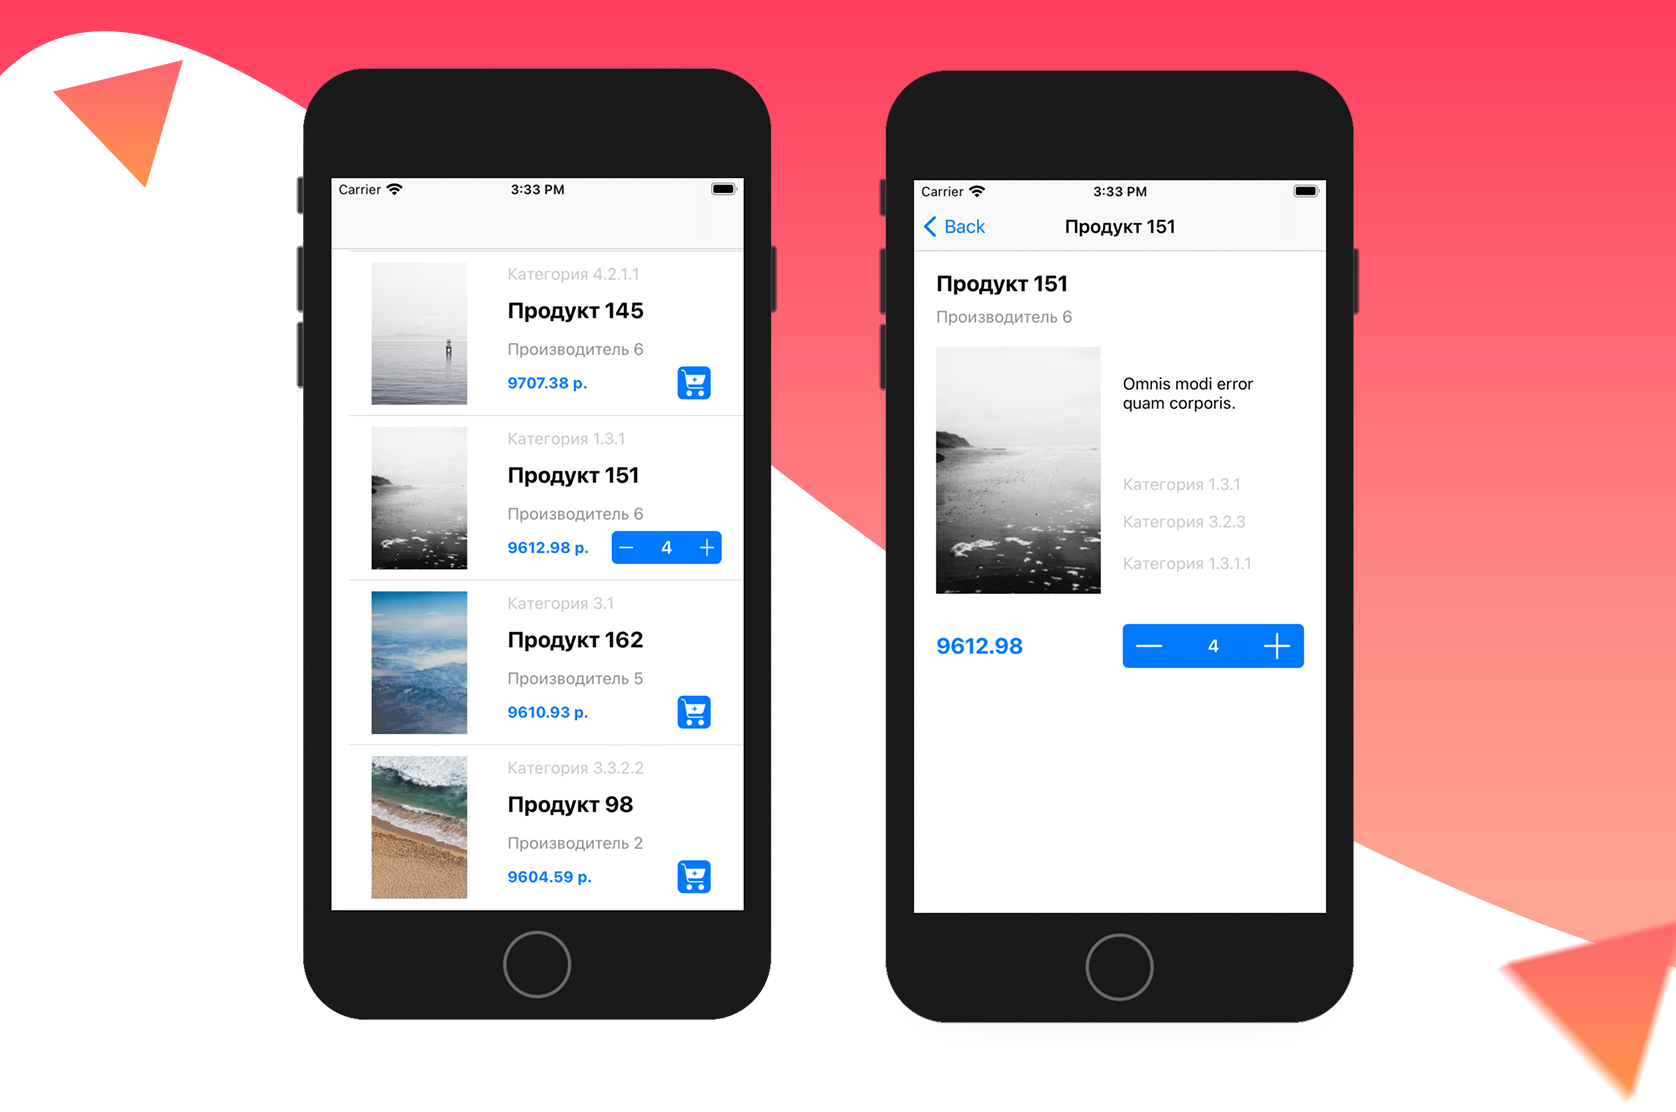 Carrier
3:33 PM
Категория 4.2.1.1
Продукт 145
Производитель 6
9707.38 р.
Категория 1.3.1
Продукт 151
Производитель 6
9612.98 р.
4
Категория 3.1
Продукт 162
Производитель 5
9610.93 р.
Категория 3.3.2.2
Продукт 98
Производитель 2
9604.59 р.
Carrier
3:33 PM
Back
Продукт 151
Продукт 151
Производитель 6
Omnis modi error
quam corporis.
Категория 1.3.1
Категория 3.2.3
Категория 1.3.1.1
9612.98
4